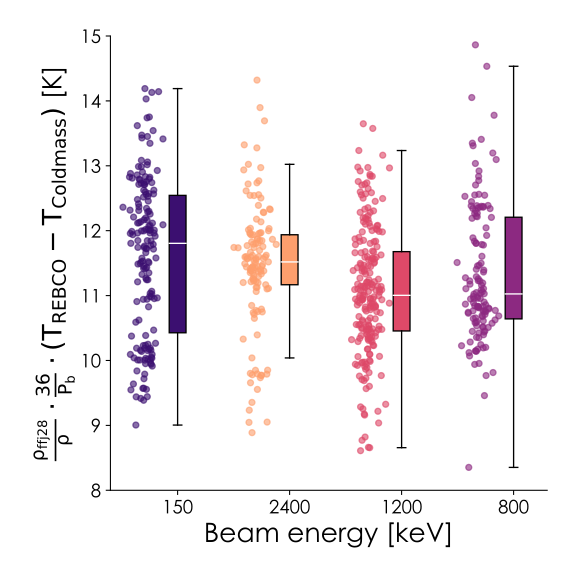 15
14
13
12
11
10
9
8
ρffj28/ρ · 36/Pb · (TREBCO − TColdmass) [K]
150 2400 1200 800
Beam energy [keV]